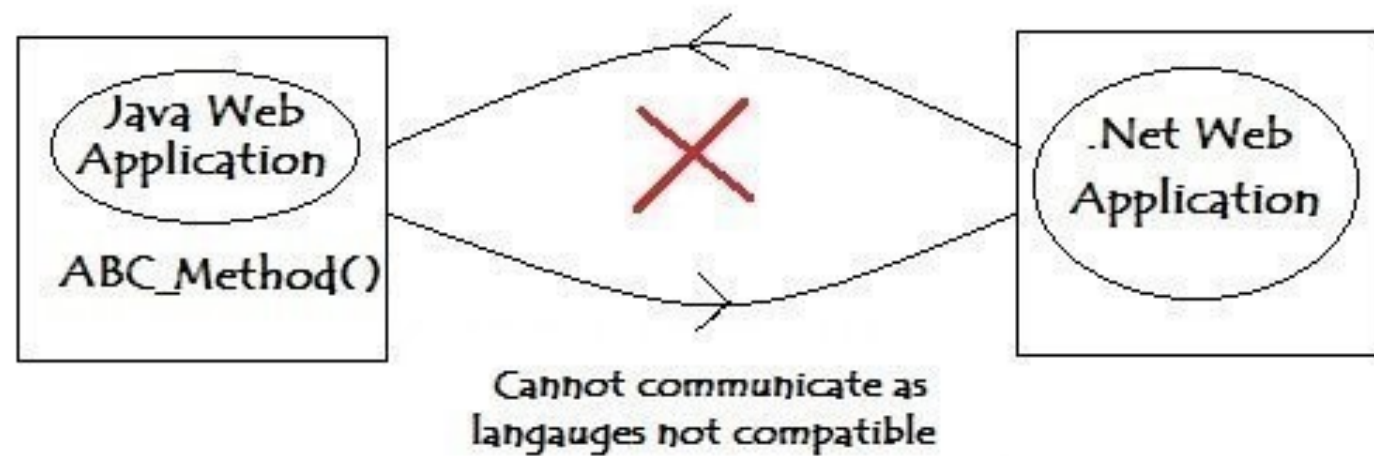 Java Web
Application
ABC_Method()
.Net Web
Application
Cannot communicate as
langauges not compatible